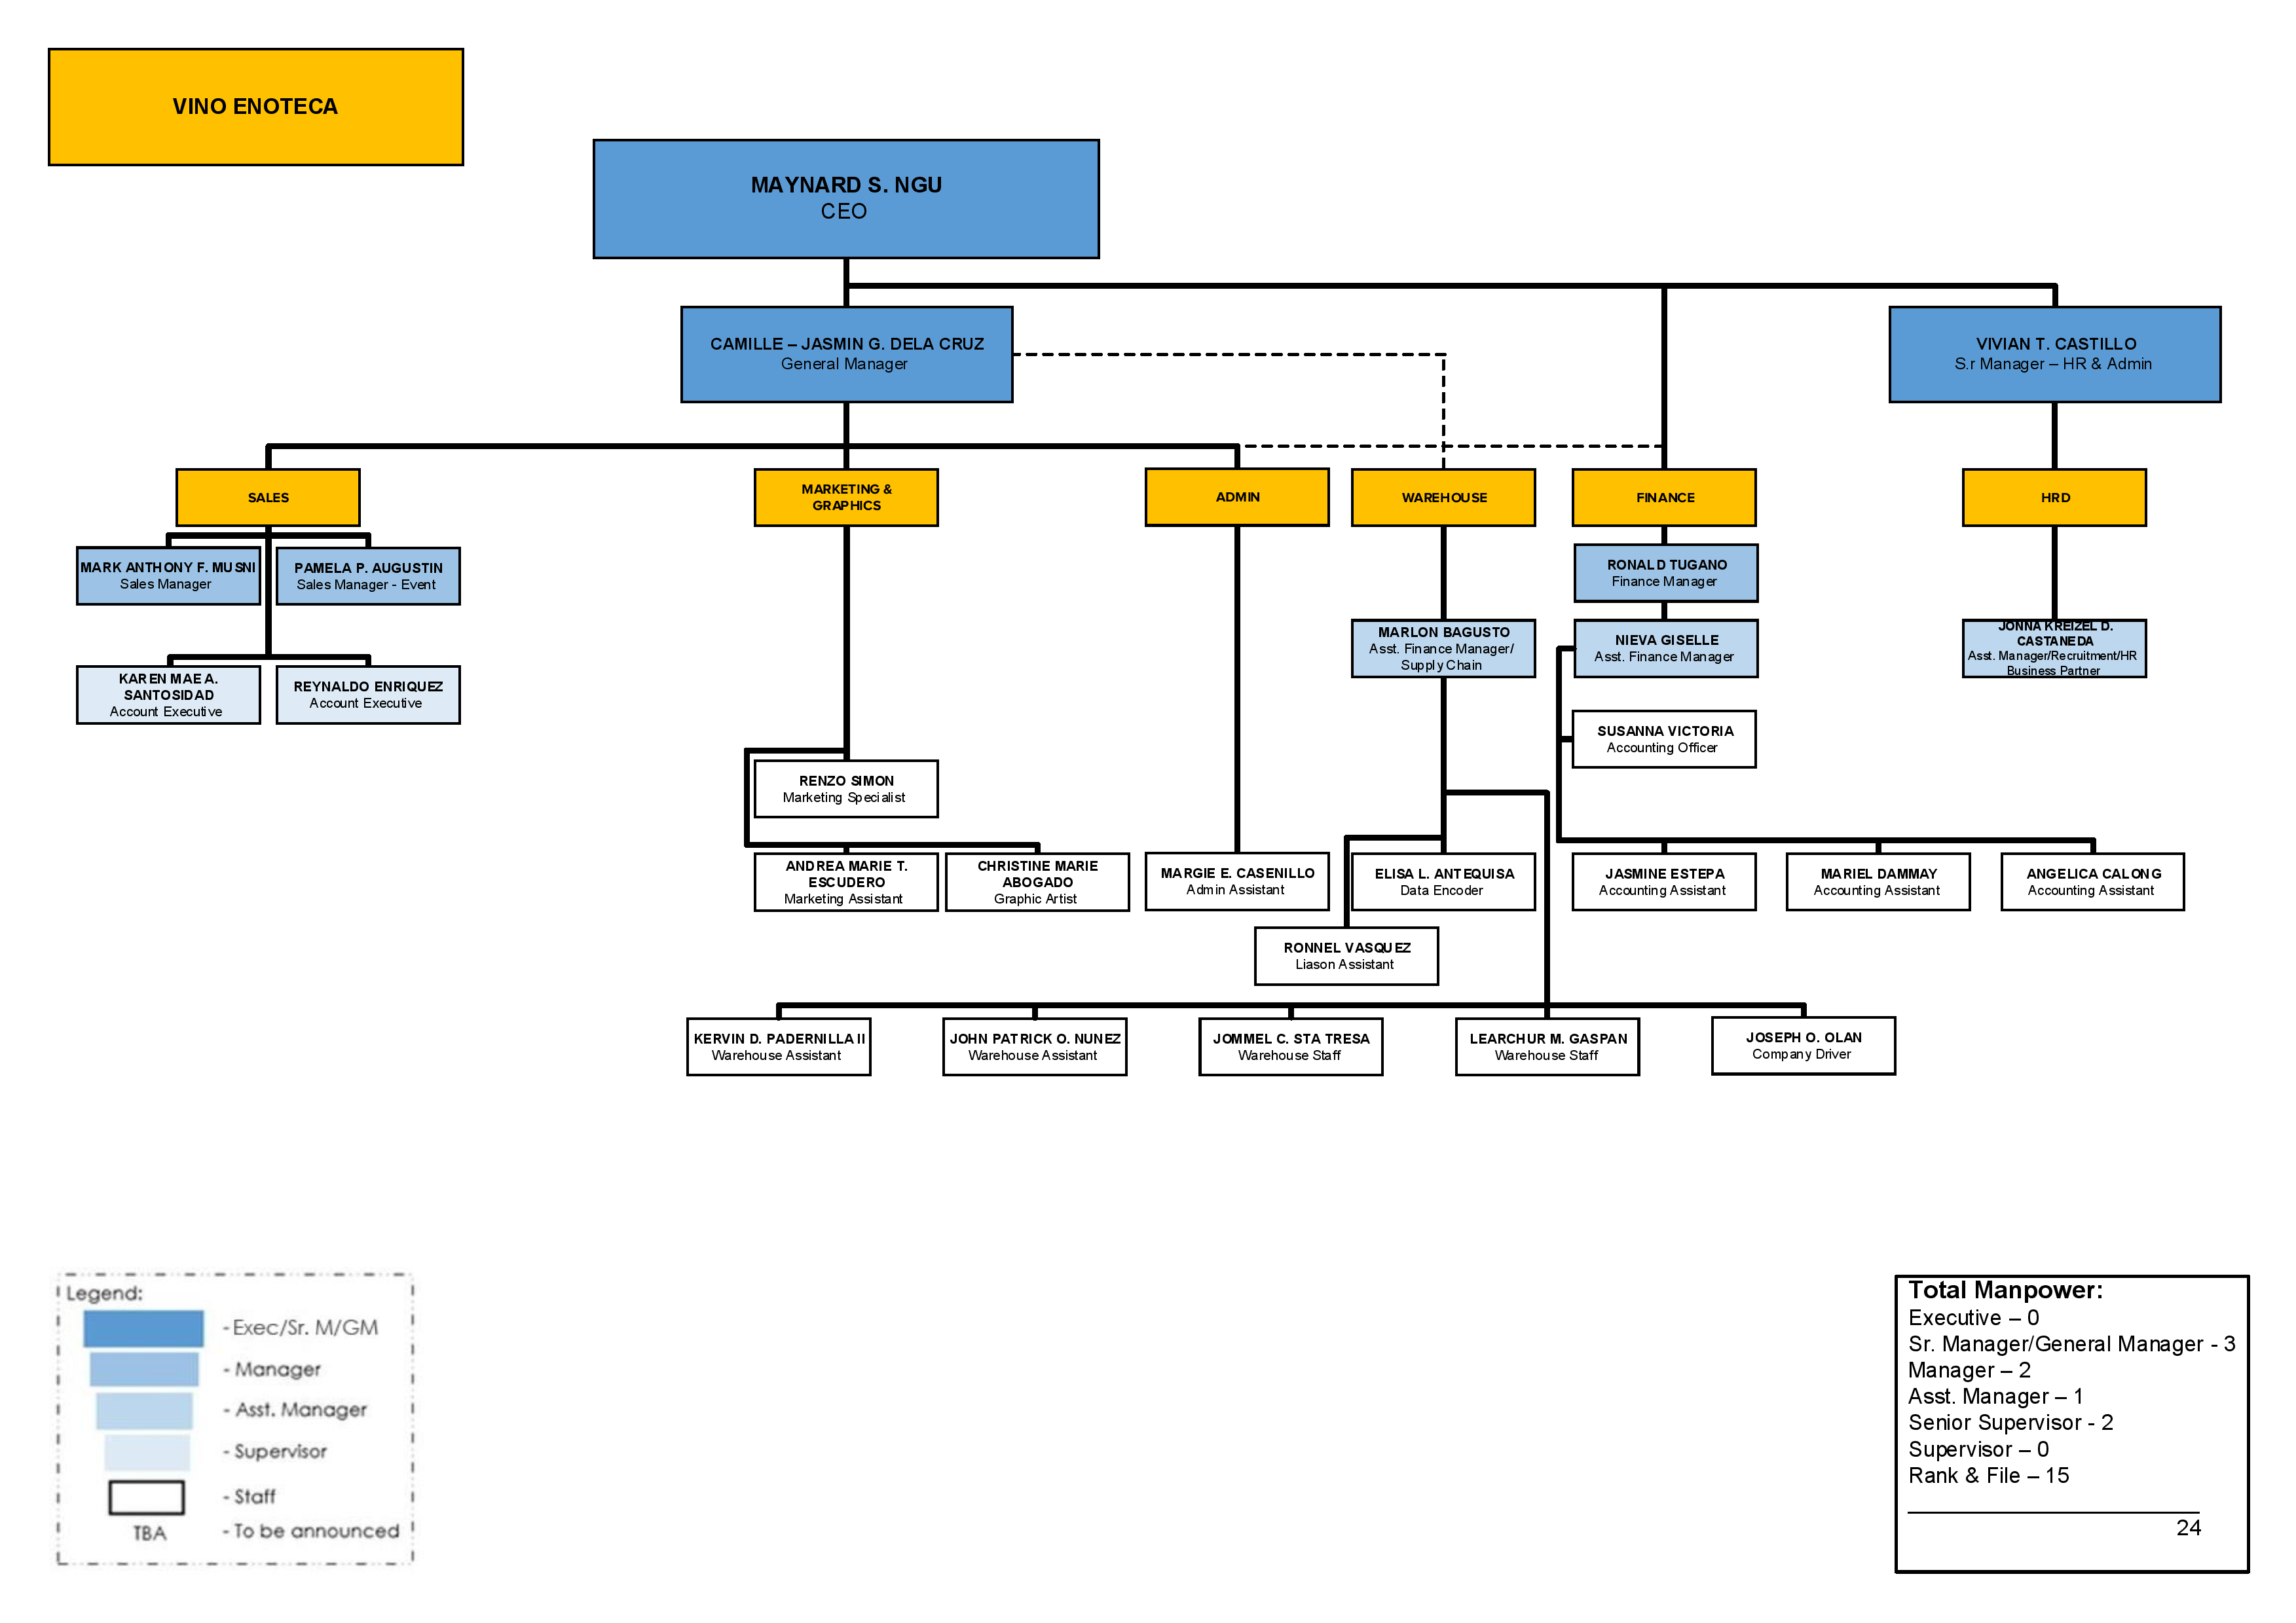 VINO ENOTECA
MAYNARD S. NGU
CEO
CAMILLE – JASMIN G. DELA CRUZ
General Manager
VIVIAN T. CASTILLO
S.r Manager – HR & Admin
SALES
MARKETING &
GRAPHICS
ADMIN
WAREHOUSE
FINANCE
HRD
MARK ANTHONY F. MUSNI
Sales Manager
PAMELA P. AUGUSTIN
Sales Manager - Event
RONALD TUGANO
Finance Manager
MARLON BAGUSTO
Asst. Finance Manager/
Supply Chain
NIEVA GISELLE
Asst. Finance Manager
JONNA KREIZEL D.
CASTANEDA
Asst. Manager/Recruitment/HR
Business Partner
KAREN MAE A.
SANTOSIDAD
Account Executive
REYNALDO ENRIQUEZ
Account Executive
SUSANNA VICTORIA
Accounting Officer
RENZO SIMON
Marketing Specialist
ANDREA MARIE T.
ESCUDERO
Marketing Assistant
CHRISTINE MARIE
ABOGADO
Graphic Artist
MARGIE E. CASENILLO
Admin Assistant
ELISA L. ANTEQUISA
Data Encoder
JASMINE ESTEPA
Accounting Assistant
MARIEL DAMMAY
Accounting Assistant
ANGELICA CALONG
Accounting Assistant
RONNEL VASQUEZ
Liason Assistant
KERVIN D. PADERNILLA II
Warehouse Assistant
JOHN PATRICK O. NUNEZ
Warehouse Assistant
JOMMEL C. STA TRESA
Warehouse Staff
LEARCHUR M. GASPAN
Warehouse Staff
JOSEPH O. OLAN
Company Driver
Legend:
- Exec/Sr. M/GM
- Manager
- Asst. Manager
- Supervisor
- Staff
TBA - To be announced
Total Manpower:
Executive – 0
Sr. Manager/General Manager - 3
Manager – 2
Asst. Manager – 1
Senior Supervisor - 2
Supervisor – 0
Rank & File – 15
24